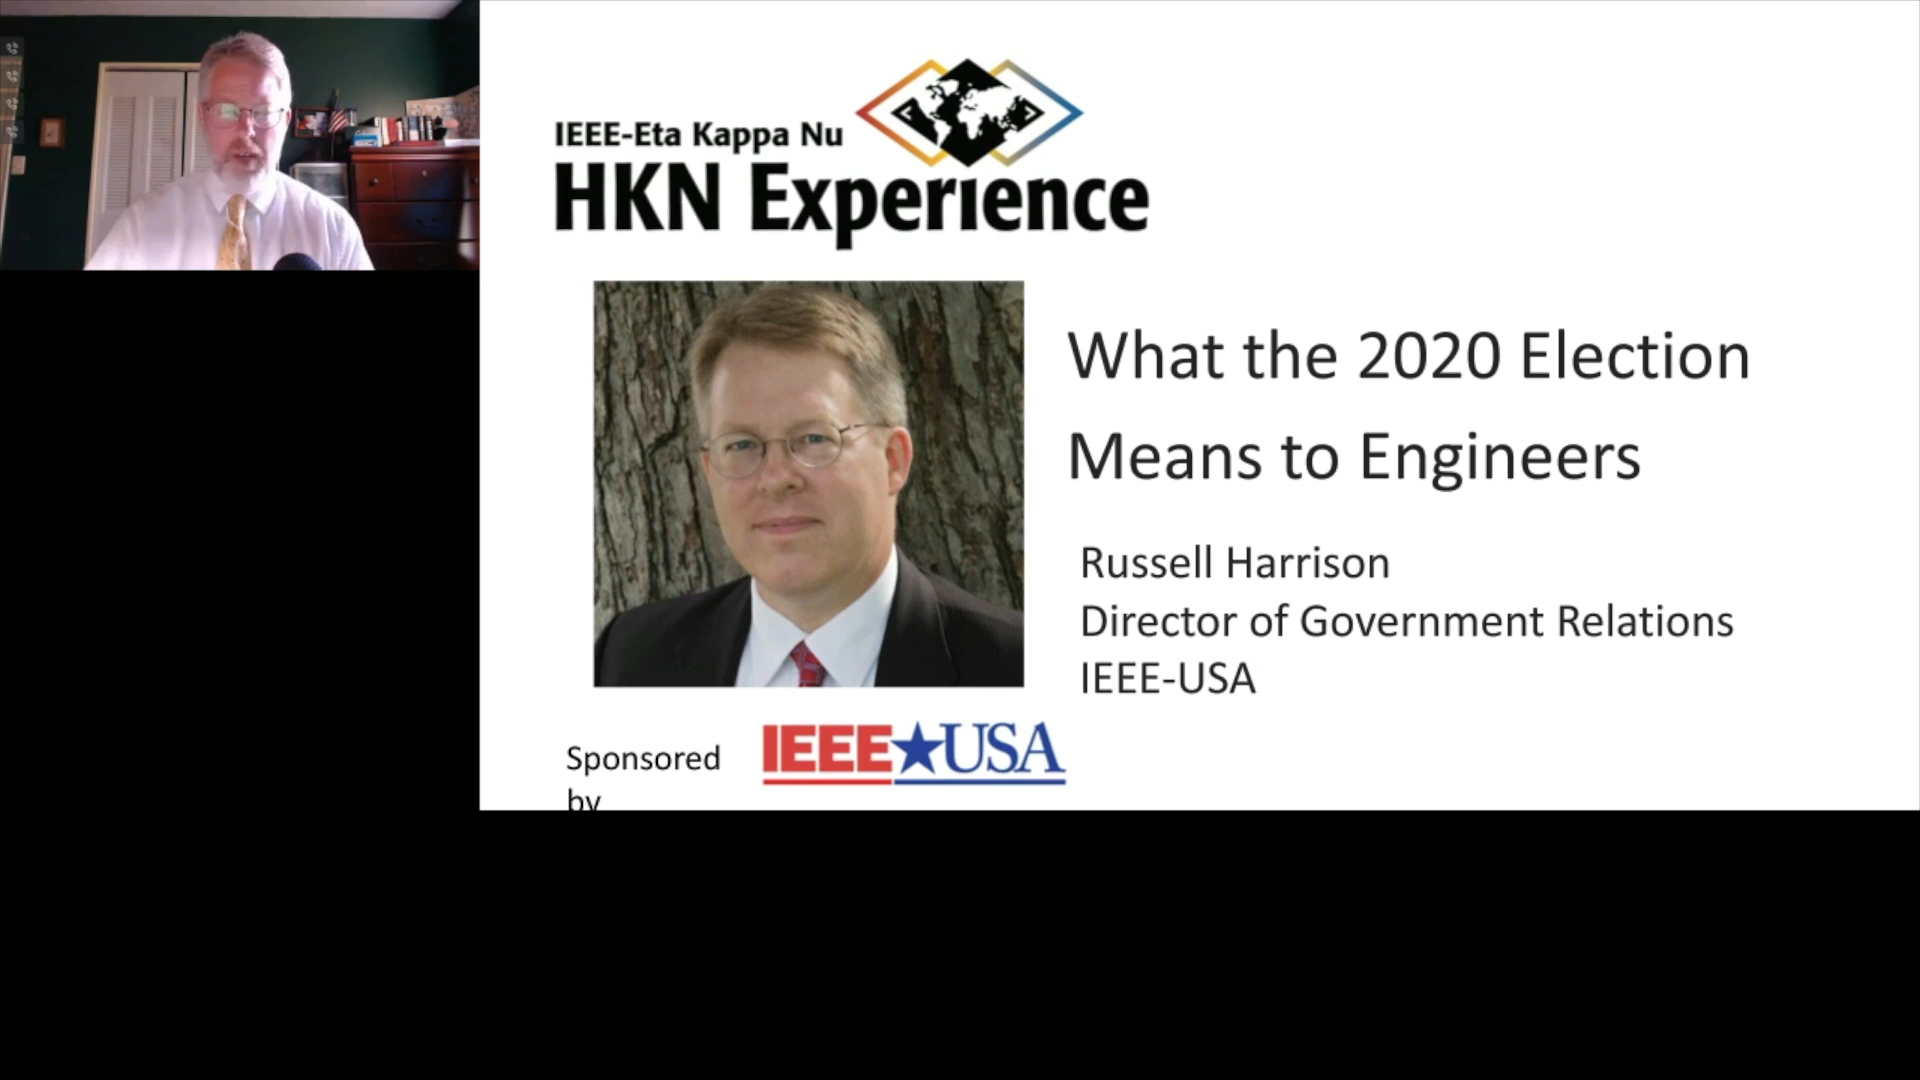 IEEE-Eta Kappa Nu
HKN Experience
What the 2020 Election
Means to Engineers
Russell Harrison
Director of Government Relations
IEEE-USA
Sponsored
by
IEEE★USA